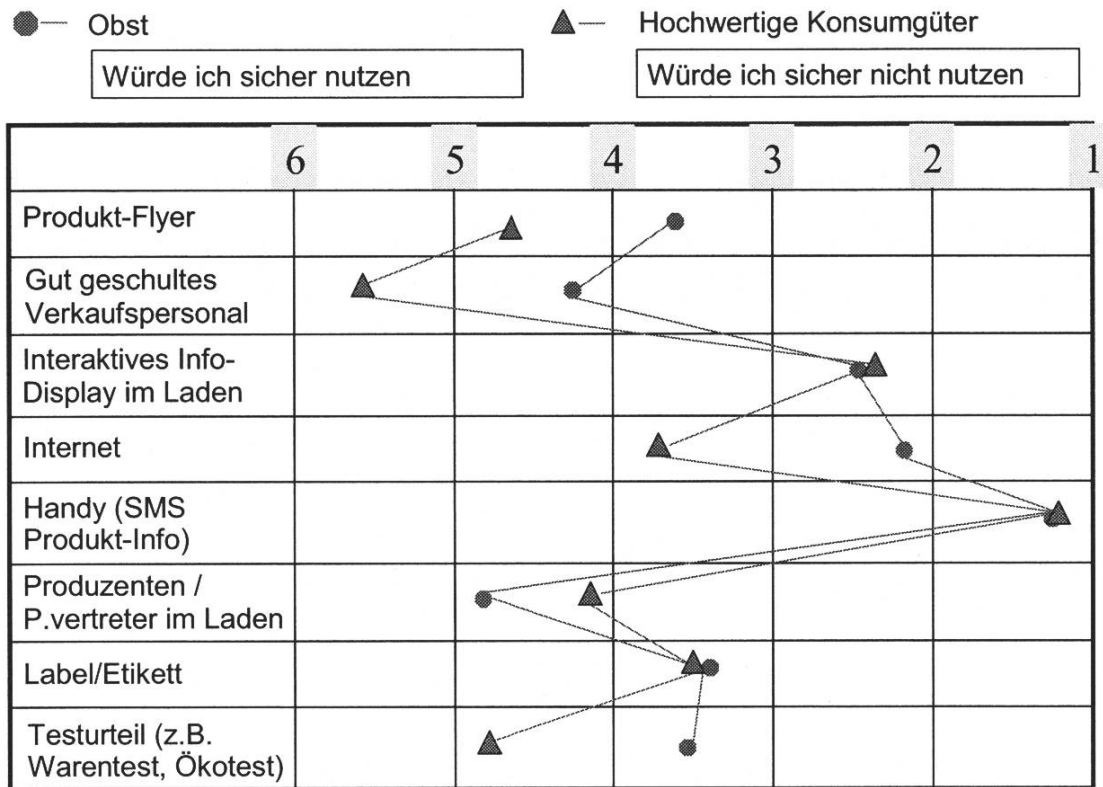 Obst
Hochwertige Konsumgüter
Würde ich sicher nutzen
Würde ich sicher nicht nutzen
6 5 4 3 2 1
Produkt-Flyer
Gut geschultes
Verkaufspersonal
Interaktives Info-
Display im Laden
Internet
Handy (SMS
Produkt-Info)
Produzenten /
P.vertreter im Laden
Label/Etikett
Testurteil (z.B.
Warentest, Ökotest)